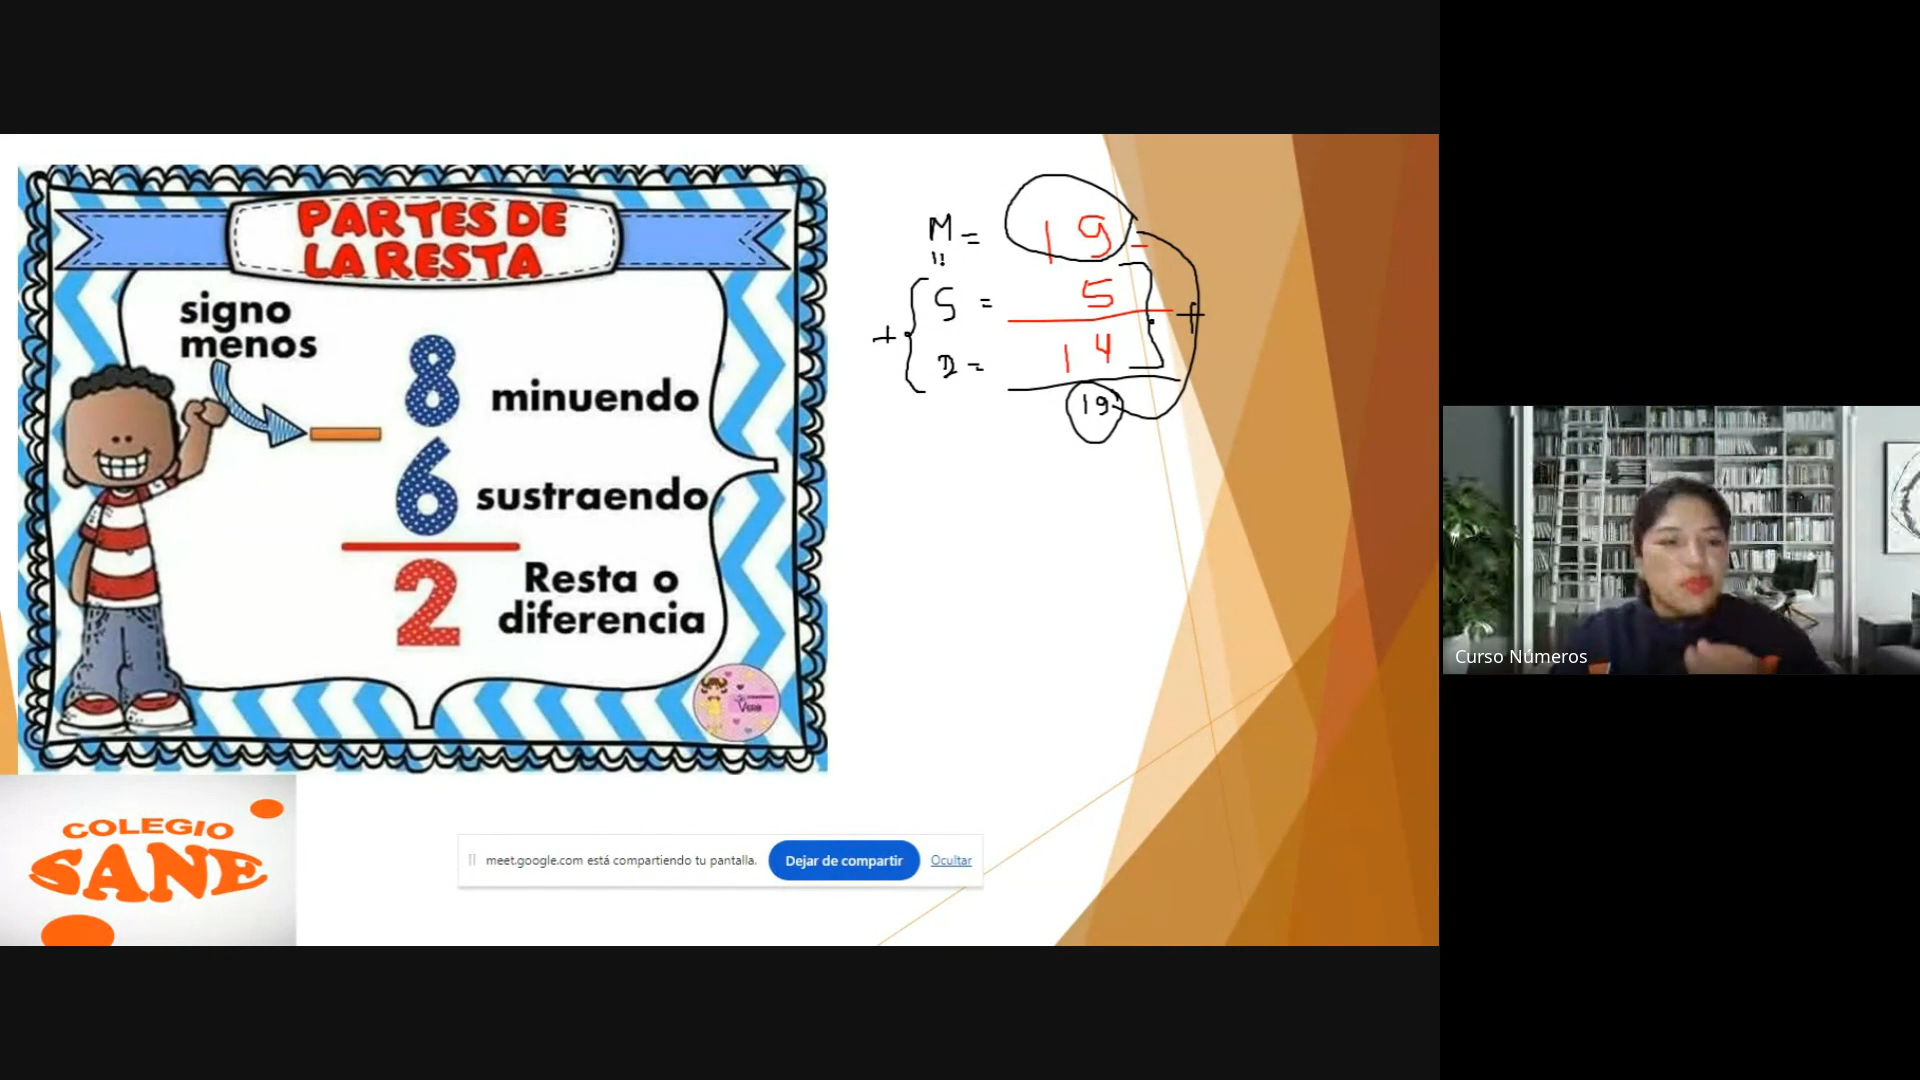 PARTES DE
LA RESTA
signo
menos
8
minuendo
6
sustraendo
2
Resta o
diferencia
Vero
M = 19 -
S = 5
+
+
D = 14
19
COLEGIO
SANE
meet.google.com está compartiendo tu pantalla.
Dejar de compartir
Ocultar
Curso Números